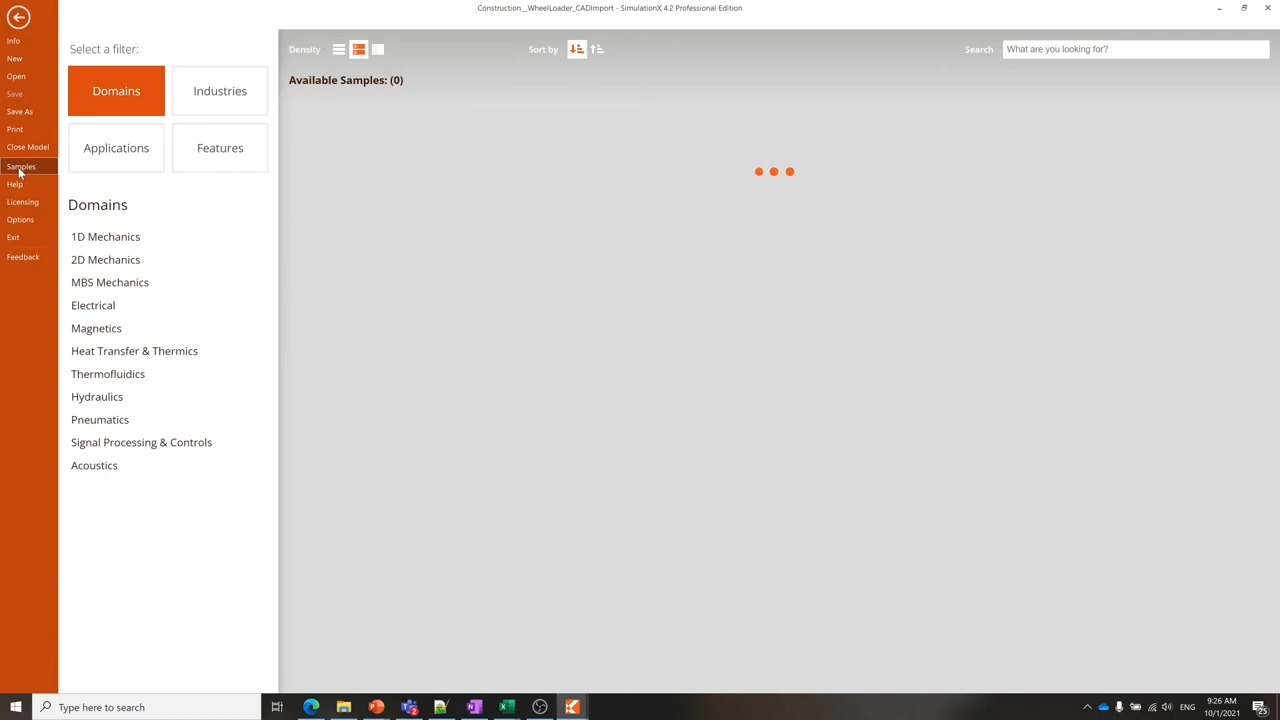 Construction__WheelLoader_CADImport - SimulationX 4.2 Professional Edition
Info
New
Open
Save
Save As
Print
Close Model
Samples
Help
Licensing
Options
Exit
Feedback
Select a filter:
Domains
Industries
Applications
Features
Domains
1D Mechanics
2D Mechanics
MBS Mechanics
Electrical
Magnetics
Heat Transfer & Thermics
Thermofluidics
Hydraulics
Pneumatics
Signal Processing & Controls
Acoustics
Density
Sort by
Search
What are you looking for?
Available Samples: (0)
Type here to search
ENG
9:26 AM
10/1/2021